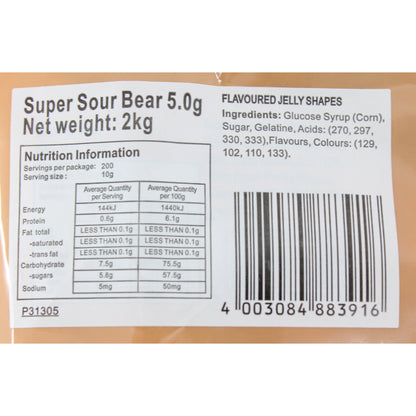 Super Sour Bear 5.0g
Net weight: 2kg
Nutrition Information
Servings per package: 200
Serving size: 10g
Average Quantity per Serving Average Quantity per 100g
Energy 144kJ 1440kJ
Protein 0.6g 6.1g
Fat total LESS THAN 0.1g LESS THAN 0.1g
-saturated LESS THAN 0.1g LESS THAN 0.1g
-trans fat LESS THAN 0.1g LESS THAN 0.1g
Carbohydrate 7.5g 75.5g
-sugars 5.8g 57.5g
Sodium 5mg 50mg
P31305
FLAVOURED JELLY SHAPES
Ingredients: Glucose Syrup (Corn),
Sugar, Gelatine, Acids: (270, 297,
330, 333),Flavours, Colours: (129,
102, 110, 133).
4 003084 883916